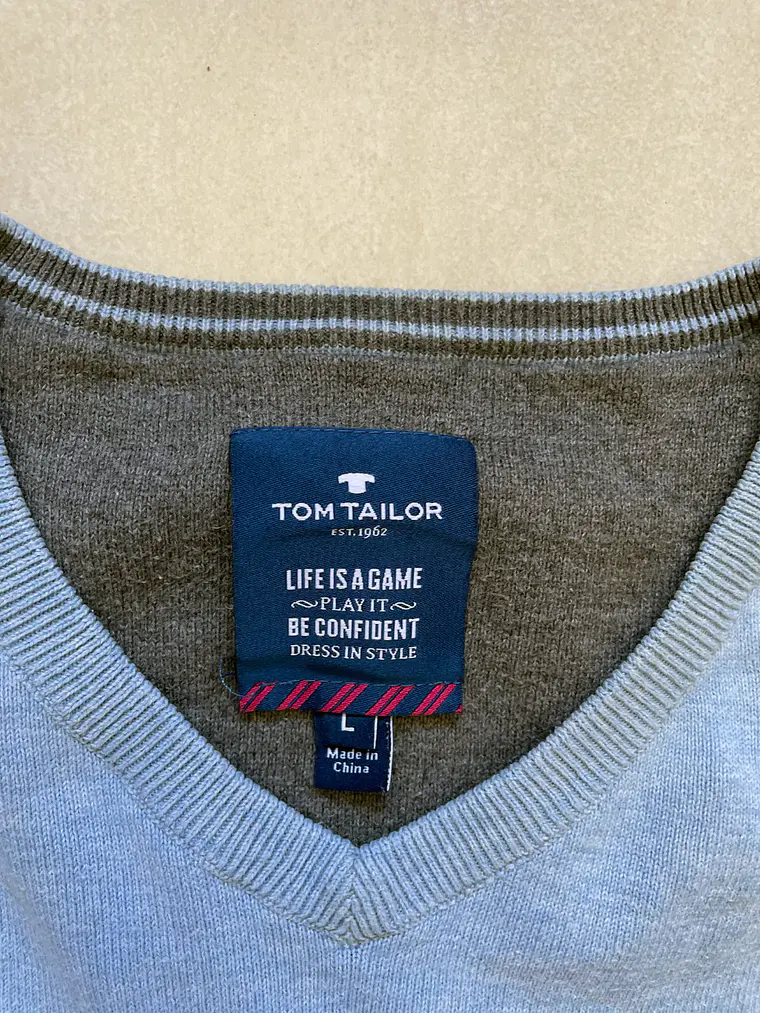 TOM TAILOR
EST. 1962
LIFE IS A GAME
PLAY IT
BE CONFIDENT
DRESS IN STYLE
L
Made in
China